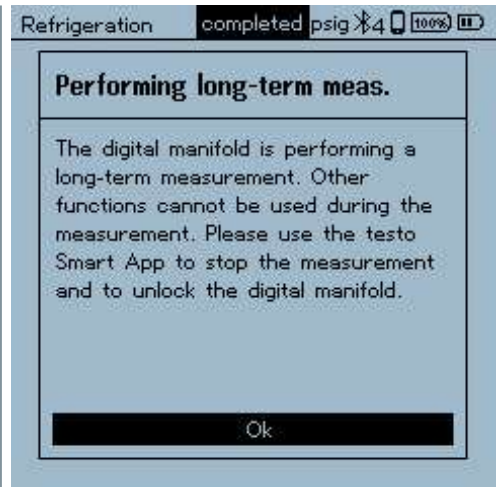 Refrigeration completed psig 4 100%
Performing long-term meas.
The digital manifold is performing a
long-term measurement. Other
functions cannot be used during the
measurement. Please use the testo
Smart App to stop the measurement
and to unlock the digital manifold.
Ok